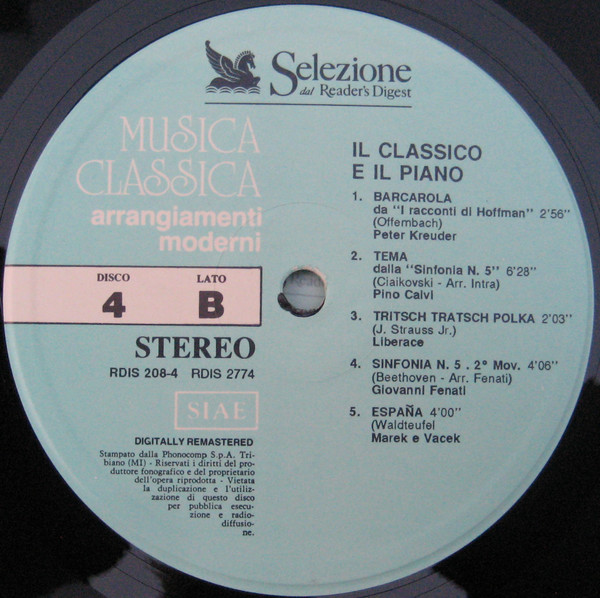 Selezione
dal Reader's Digest
MUSICA
CLASSICA
arrangiamenti
moderni
DISCO LATO
4 B
STEREO
RDIS 208-4 RDIS 2774
SIAE
DIGITALLY REMASTERED
Stampato dalla Phonocomp S.p.A. Tri-
biano (MI) - Riservati i diritti del pro-
duttore fonografico e del proprietario
dell'opera riprodotta - Vietata
la duplicazione e l'utiliz-
zazione di questo disco
per pubblica esecu-
zione e radio-
diffusio-
ne.
IL CLASSICO
E IL PIANO
1. BARCAROLA
da "I racconti di Hoffman" 2'56"
(Offembach)
Peter Kreuder
2. TEMA
dalla "Sinfonia N. 5" 6'28"
(Ciaikovski - Arr. Intra)
Pino Calvi
3. TRITSCH TRATSCH POLKA 2'03"
(J. Strauss Jr.)
Liberace
4. SINFONIA N. 5 . 2° Mov. 4'06"
(Beethoven - Arr. Fenati)
Giovanni Fenati
5. ESPAÑA 4'00"
(Waldteufel
Marek e Vacek